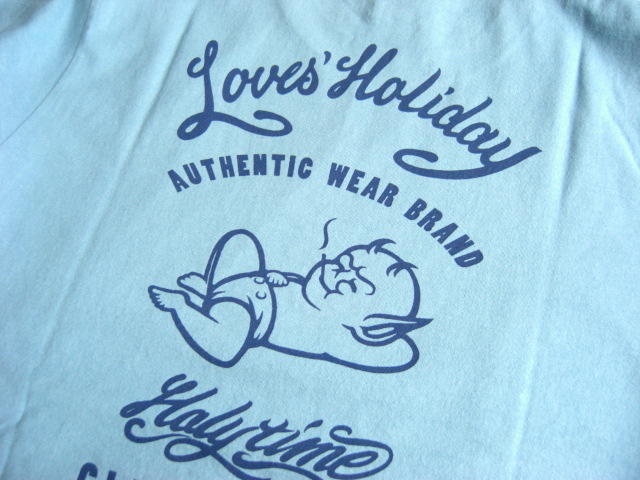 Loves' Holiday
AUTHENTIC WEAR BRAND
Holy time